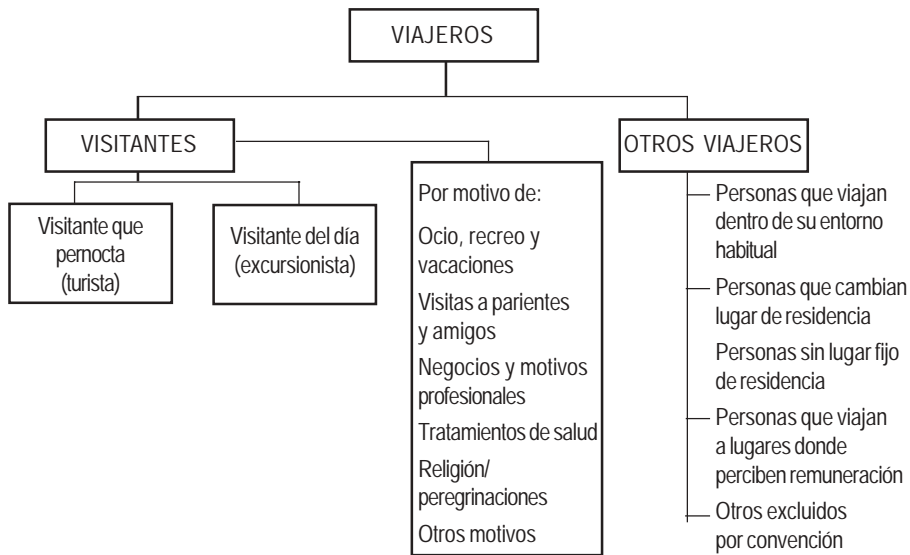 VIAJEROS
VISITANTES
OTROS VIAJEROS
Visitante que
pernocta
(turista)
Visitante del día
(excursionista)
Por motivo de:
Ocio, recreo y
vacaciones
Visitas a parientes
y amigos
Negocios y motivos
profesionales
Tratamientos de salud
Religión/
peregrinaciones
Otros motivos
Personas que viajan
dentro de su entorno
habitual
Personas que cambian
lugar de residencia
Personas sin lugar fijo
de residencia
Personas que viajan
a lugares donde
perciben remuneración
Otros excluidos
por convención